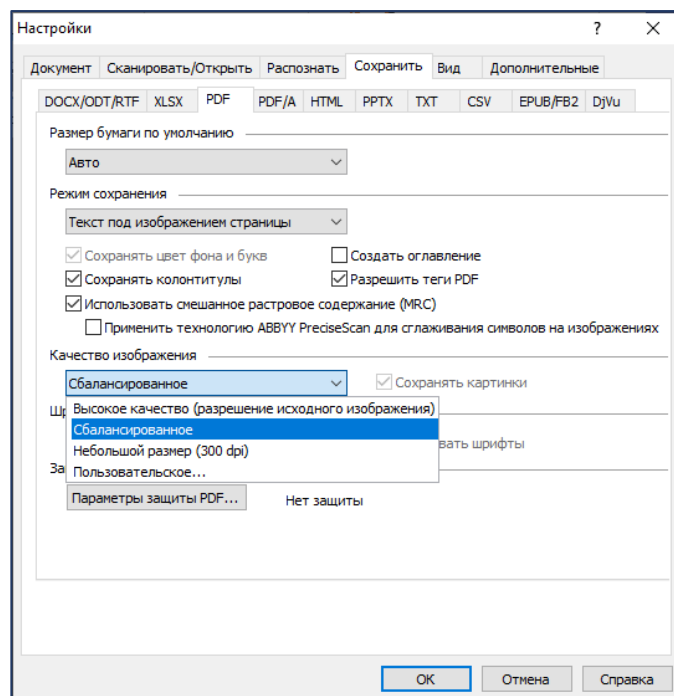 Настройки
Документ Сканировать/Открыть Распознать Сохранить Вид Дополнительные
DOCX/ODT/RTF XLSX PDF PDF/A HTML PPTX TXT CSV EPUB/FB2 DjVu
Размер бумаги по умолчанию
Авто
Режим сохранения
Текст под изображением страницы
Сохранять цвет фона и букв Создать оглавление
Сохранять колонтитулы Разрешить теги PDF
Использовать смешанное растровое содержание (MRC)
Применить технологию ABBYY PreciseScan для сглаживания символов на изображениях
Качество изображения
Сбалансированное Сохранять картинки
Высокое качество (разрешение исходного изображения)
Сбалансированное
Небольшой размер (300 dpi) шрифты
Пользовательское...
Параметры защиты PDF... Нет защиты
ОК Отмена Справка